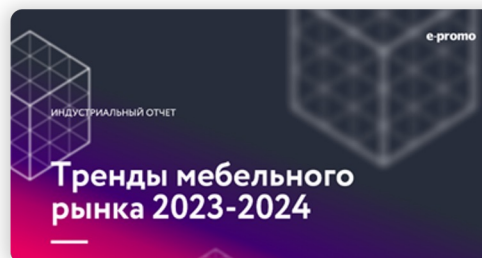 e-promo
ИНДУСТРИАЛЬНЫЙ ОТЧЕТ
Тренды мебельного
рынка 2023-2024